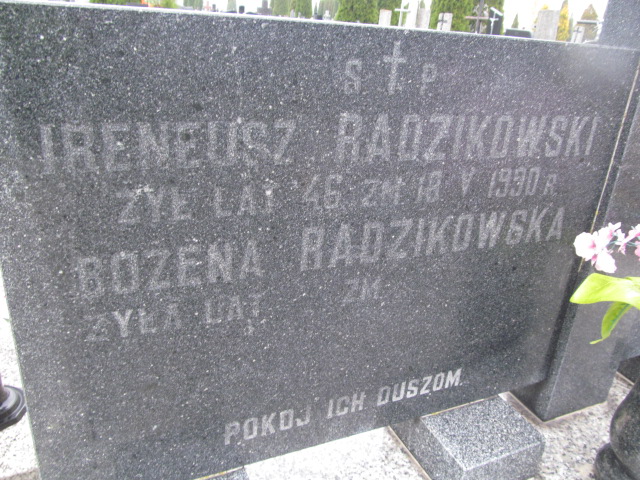 Ś P
IRENEUSZ RADZIKOWSKI
ŻYŁ LAT 46 ZM 18 V 1990 R
BOŻENA RADZIKOWSKA
ŻYŁA LAT ZM
POKÓJ ICH DUSZOM